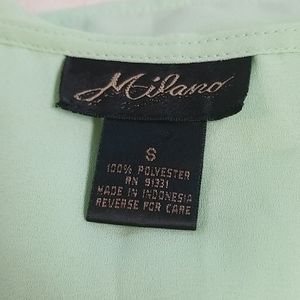 Milano
S
100% POLYESTER
RN 91331
MADE IN INDONESIA
REVERSE FOR CARE